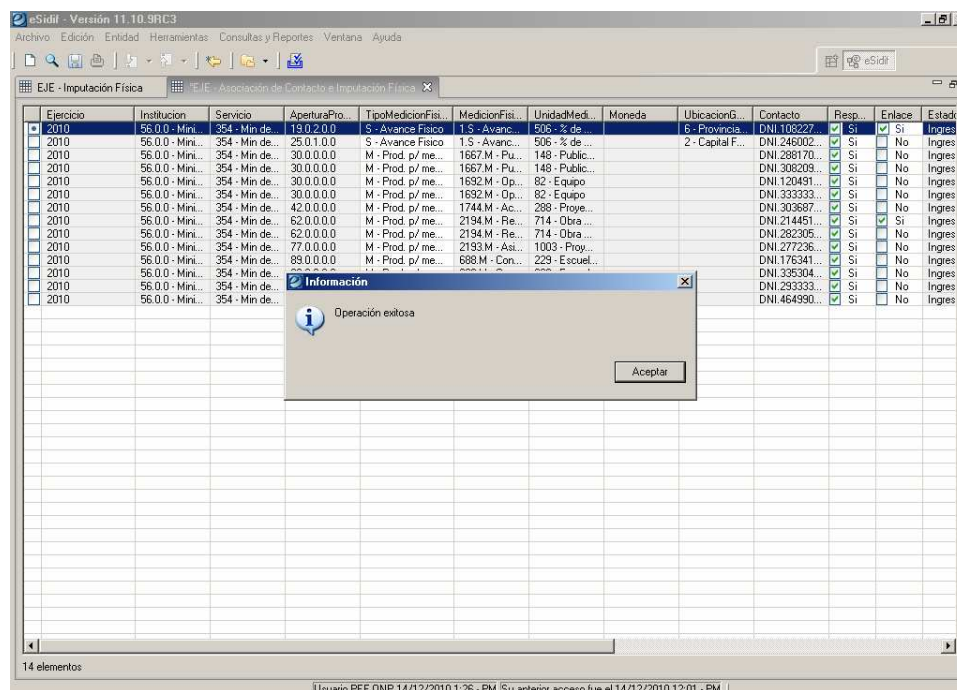 eSidif - Versión 11.10.9RC3
Archivo Edición Entidad Herramientas Consultas y Reportes Ventana Ayuda
eSidif
EJE - Imputación Física *EJE - Asociación de Contacto e Imputación Física
Ejercicio Institucion Servicio AperturaPro... TipoMedicionFisi... MedicionFisi... UnidadMedi... Moneda UbicacionG... Contacto Resp... Enlace Estado
2010 56.0.0 - Mini... 354 - Min de... 19.0.2.0.0 S - Avance Fisico 1.S - Avanc... 506 - % de ... 6 - Provincia... DNI.108227... Si Si Ingres
2010 56.0.0 - Mini... 354 - Min de... 25.0.1.0.0 S - Avance Fisico 1.S - Avanc... 506 - % de ... 2 - Capital F... DNI.246002... Si No Ingres
2010 56.0.0 - Mini... 354 - Min de... 30.0.0.0.0 M - Prod. p/ me... 1667.M - Pu... 148 - Public... DNI.288170... Si No Ingres
2010 56.0.0 - Mini... 354 - Min de... 30.0.0.0.0 M - Prod. p/ me... 1667.M - Pu... 148 - Public... DNI.308209... Si No Ingres
2010 56.0.0 - Mini... 354 - Min de... 30.0.0.0.0 M - Prod. p/ me... 1692.M - Op... 82 - Equipo DNI.120491... Si No Ingres
2010 56.0.0 - Mini... 354 - Min de... 30.0.0.0.0 M - Prod. p/ me... 1692.M - Op... 82 - Equipo DNI.333333... Si No Ingres
2010 56.0.0 - Mini... 354 - Min de... 42.0.0.0.0 M - Prod. p/ me... 1744.M - Ac... 288 - Proye... DNI.303687... Si No Ingres
2010 56.0.0 - Mini... 354 - Min de... 62.0.0.0.0 M - Prod. p/ me... 2194.M - Re... 714 - Obra ... DNI.214451... Si Si Ingres
2010 56.0.0 - Mini... 354 - Min de... 62.0.0.0.0 M - Prod. p/ me... 2194.M - Re... 714 - Obra ... DNI.282305... Si No Ingres
2010 56.0.0 - Mini... 354 - Min de... 77.0.0.0.0 M - Prod. p/ me... 2193.M - Asi... 1003 - Proy... DNI.277236... Si No Ingres
2010 56.0.0 - Mini... 354 - Min de... 89.0.0.0.0 M - Prod. p/ me... 688.M - Con... 229 - Escuel... DNI.176341... Si No Ingres
2010 56.0.0 - Mini... 354 - Min de... DNI.335304... Si No Ingres
2010 56.0.0 - Mini... 354 - Min de... DNI.293333... Si No Ingres
2010 56.0.0 - Mini... 354 - Min de... DNI.464990... Si No Ingres
Información
Operación exitosa
Aceptar
14 elementos
Usuario PEF ONP 14/12/2010 1:26 - PM Su anterior acceso fue el 14/12/2010 12:01 - PM